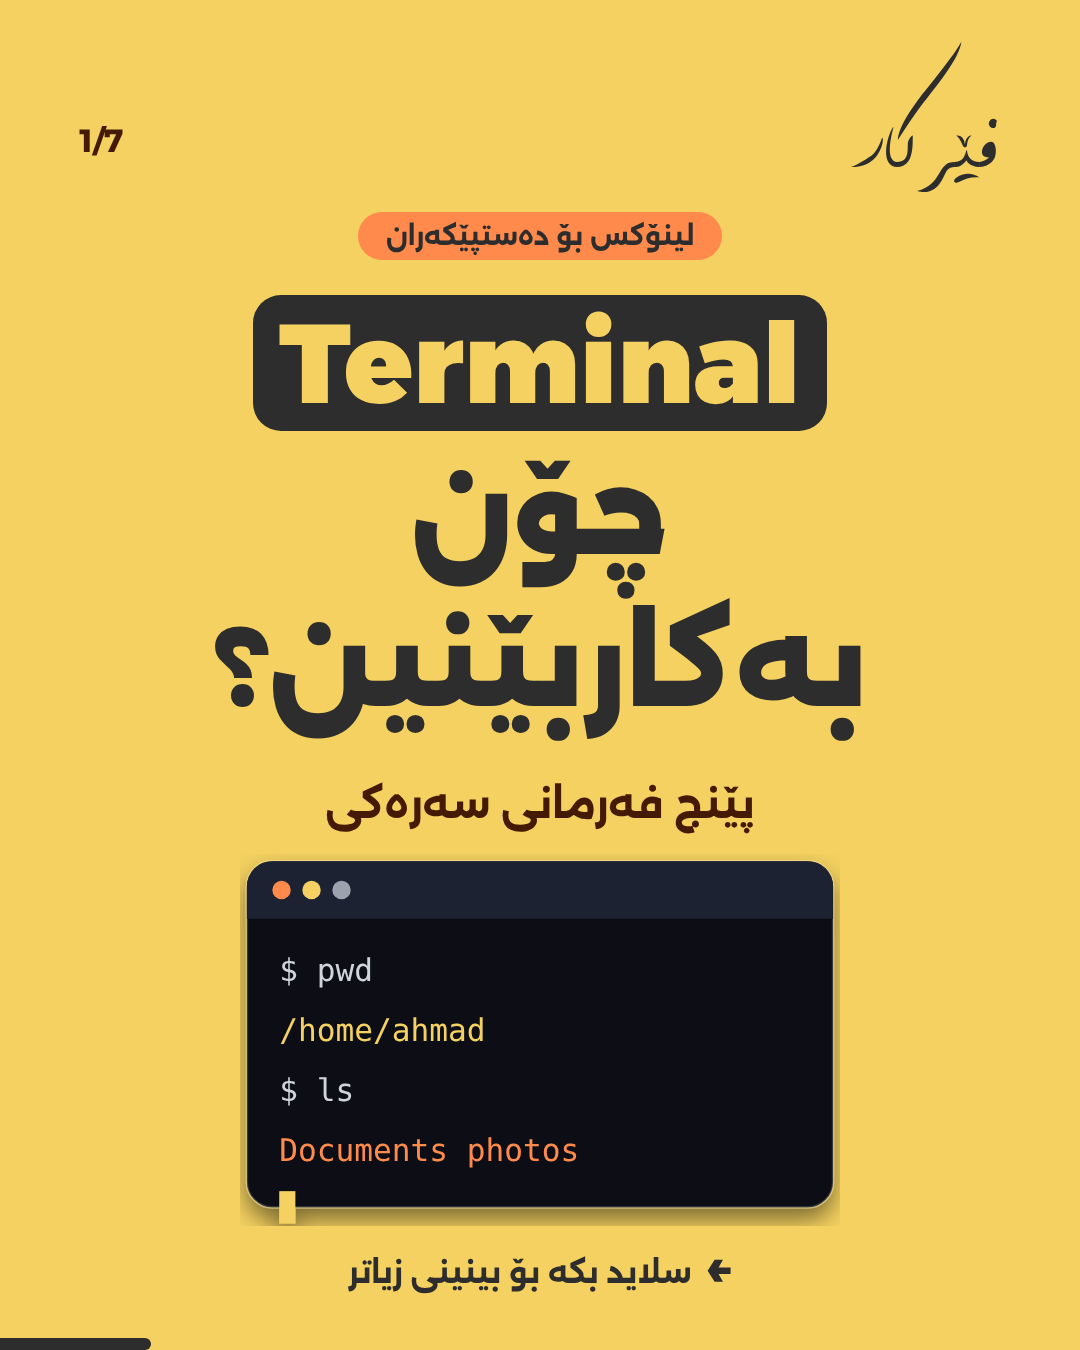 فێرکار
1/7
لینۆکس بۆ دەستپێکەران
Terminal
چۆن
بەکاربێنین؟
پێنج فەرمانی سەرەکی
$ pwd
/home/ahmad
$ ls
Documents photos
سلاید بکە بۆ بینینی زیاتر